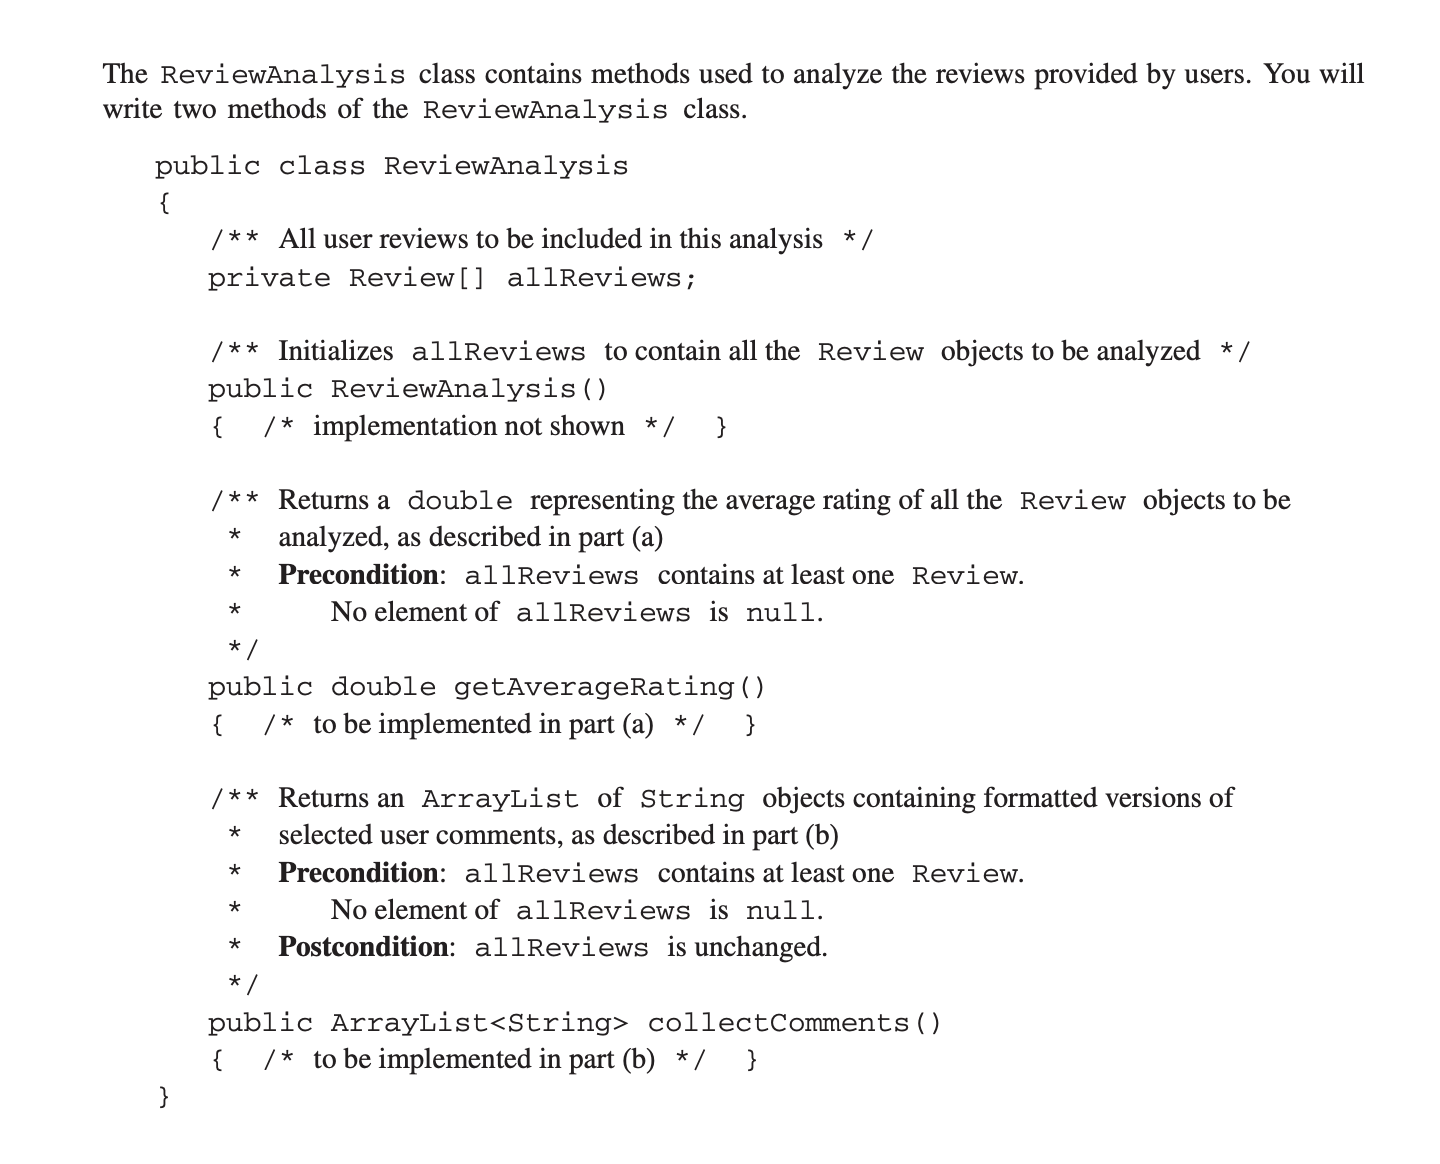 The ReviewAnalysis class contains methods used to analyze the reviews provided by users. You will
write two methods of the ReviewAnalysis class.
public class ReviewAnalysis
{
/** All user reviews to be included in this analysis */
private Review[] allReviews;
/** Initializes allReviews to contain all the Review objects to be analyzed */
public ReviewAnalysis()
{ /* implementation not shown */ }
/** Returns a double representing the average rating of all the Review objects to be
* analyzed, as described in part (a)
* Precondition: allReviews contains at least one Review.
* No element of allReviews is null.
*/
public double getAverageRating()
{ /* to be implemented in part (a) */ }
/** Returns an ArrayList of String objects containing formatted versions of
* selected user comments, as described in part (b)
* Precondition: allReviews contains at least one Review.
* No element of allReviews is null.
* Postcondition: allReviews is unchanged.
*/
public ArrayList<String> collectComments()
{ /* to be implemented in part (b) */ }
}